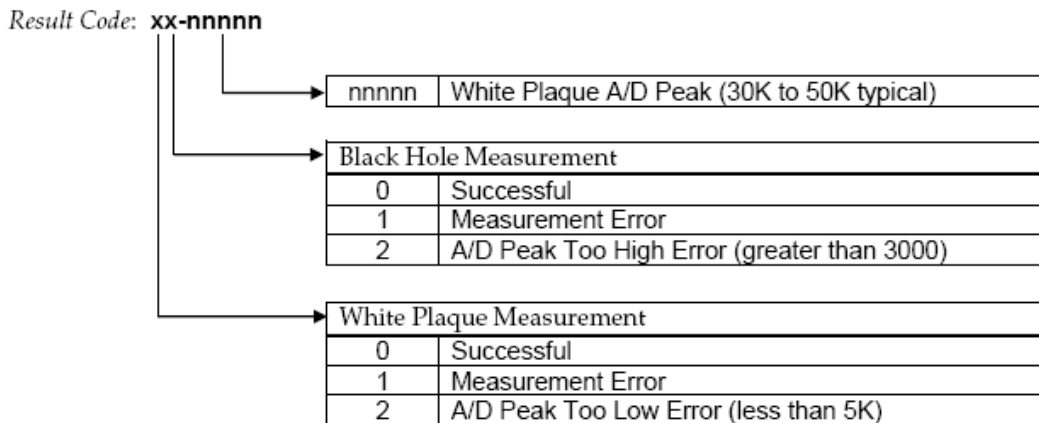 Result Code: xx-nnnnn
nnnnn White Plaque A/D Peak (30K to 50K typical)
Black Hole Measurement
0 Successful
1 Measurement Error
2 A/D Peak Too High Error (greater than 3000)
White Plaque Measurement
0 Successful
1 Measurement Error
2 A/D Peak Too Low Error (less than 5K)